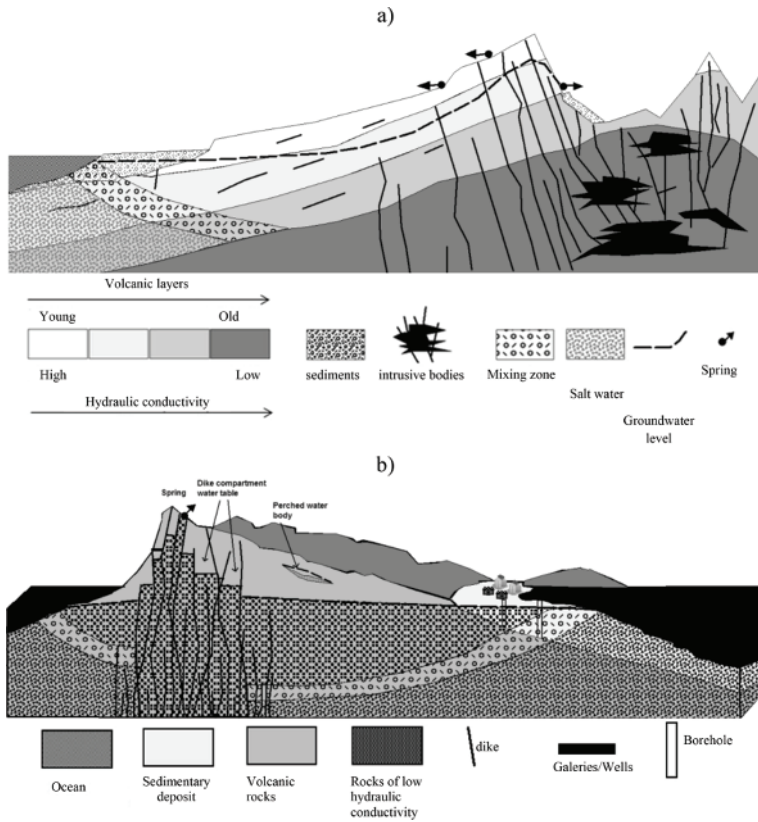 a)
Volcanic layers
Young Old
High Low
Hydraulic conductivity
sediments
intrusive bodies
Mixing zone
Salt water
Groundwater
level
Spring
b)
Spring
Dike compartment
water table
Perched water
body
Ocean
Sedimentary
deposit
Volcanic
rocks
Rocks of low
hydraulic
conductivity
dike
Galeries/Wells
Borehole